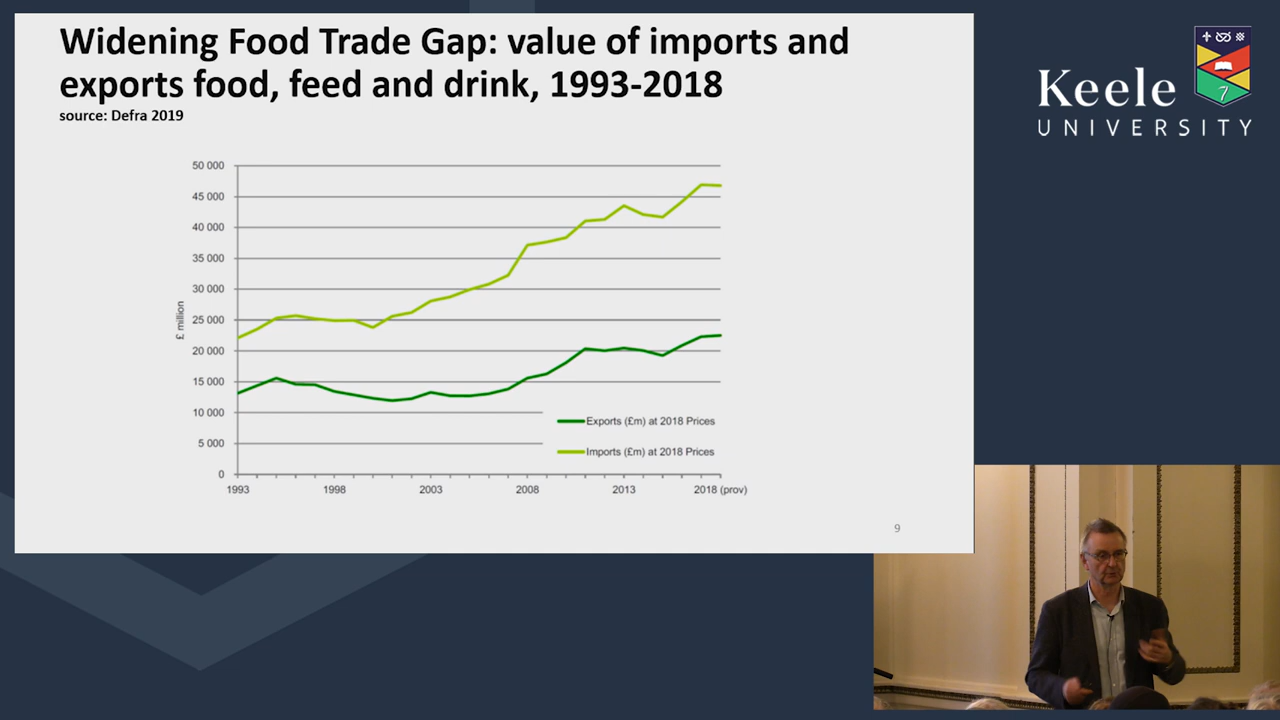 Widening Food Trade Gap: value of imports and
exports food, feed and drink, 1993-2018
source: Defra 2019
50 000
45 000
40 000
35 000
30 000
25 000
20 000
15 000
10 000
5 000
0
£ million
Exports (£m) at 2018 Prices
Imports (£m) at 2018 Prices
1993 1998 2003 2008 2013 2018 (prov)
9
Keele
UNIVERSITY